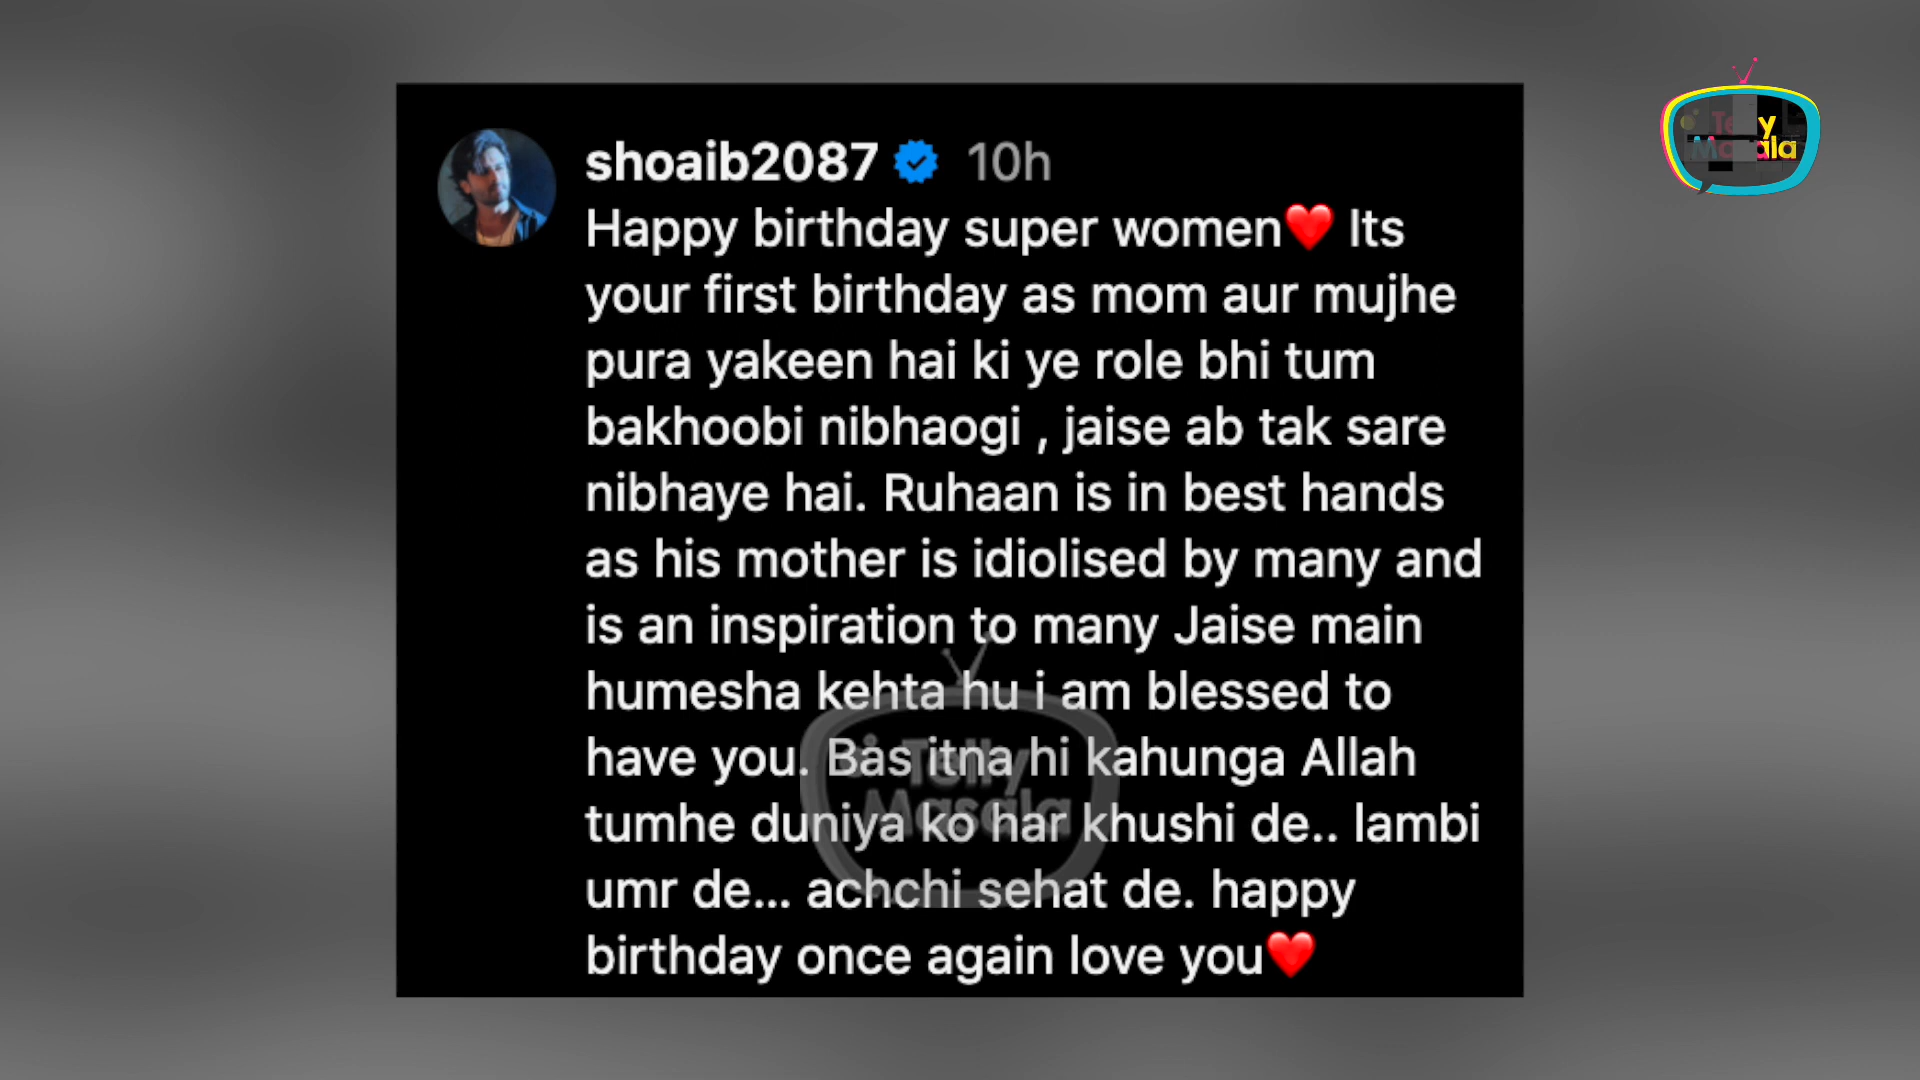 shoaib2087 10h
Happy birthday super women❤️ Its
your first birthday as mom aur mujhe
pura yakeen hai ki ye role bhi tum
bakhoobi nibhaogi , jaise ab tak sare
nibhaye hai. Ruhaan is in best hands
as his mother is idiolised by many and
is an inspiration to many Jaise main
humesha kehta hu i am blessed to
have you. Bas itna hi kahunga Allah
tumhe duniya ko har khushi de.. lambi
umr de... achchi sehat de. happy
birthday once again love you❤️
Telly
Masala
Telly
Masala